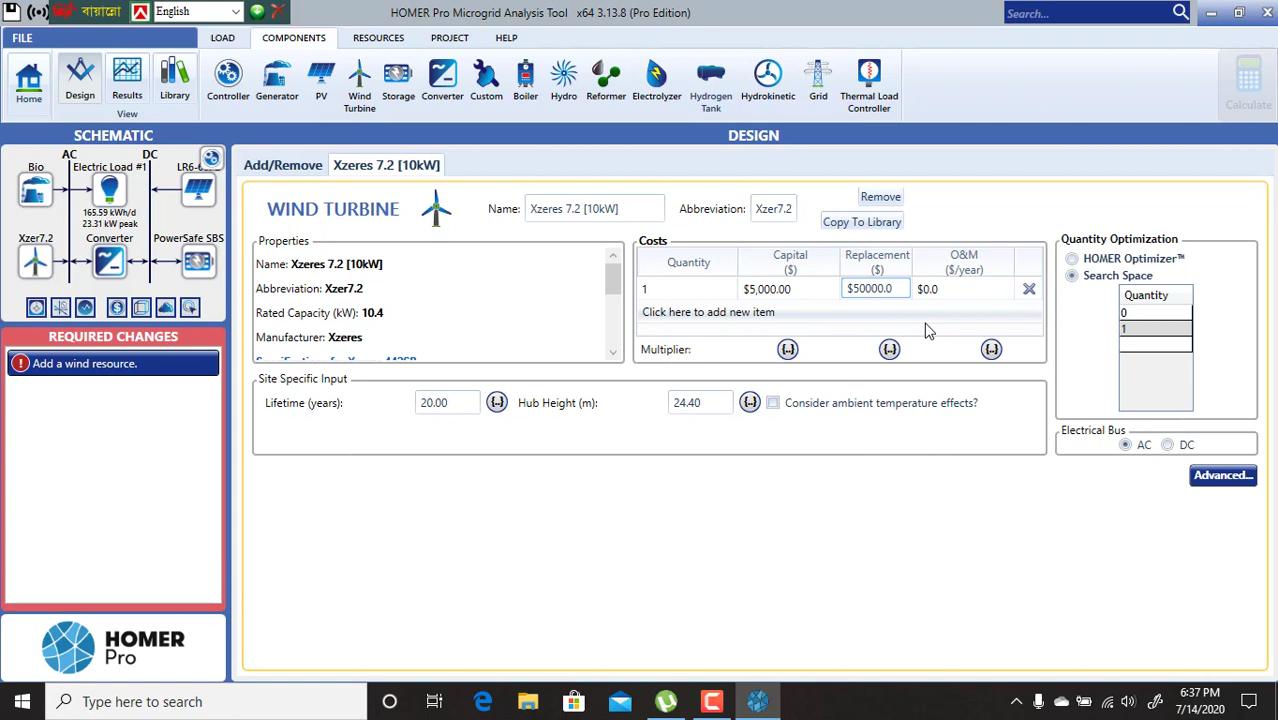 বায়ান্নো
English
HOMER Pro Microgrid Analysis Tool x64 3.13.8 (Pro Edition)
Search...
FILE
LOAD
COMPONENTS
RESOURCES
PROJECT
HELP
Home
Design
Results
Library
View
Controller
Generator
PV
Wind Turbine
Storage
Converter
Custom
Boiler
Hydro
Reformer
Electrolyzer
Hydrogen Tank
Hydrokinetic
Grid
Thermal Load Controller
Calculate
SCHEMATIC
DESIGN
AC
DC
Bio
Electric Load #1
165.59 kWh/d
23.31 kW peak
Xzer7.2
Converter
PowerSafe SBS
REQUIRED CHANGES
Add a wind resource.
HOMER
Pro
Add/Remove
Xzeres 7.2 [10kW]
WIND TURBINE
Name:
Xzeres 7.2 [10kW]
Abbreviation:
Xzer7.2
Remove
Copy To Library
Properties
Name: Xzeres 7.2 [10kW]
Abbreviation: Xzer7.2
Rated Capacity (kW): 10.4
Manufacturer: Xzeres
Costs
Quantity
Capital ($)
Replacement ($)
O&M ($/year)
1
$5,000.00
$50000.0
$0.0
Click here to add new item
Multiplier:
Site Specific Input
Lifetime (years):
20.00
Hub Height (m):
24.40
Consider ambient temperature effects?
Quantity Optimization
HOMER Optimizer™
Search Space
Quantity
0
1
Electrical Bus
AC
DC
Advanced...
Type here to search
6:37 PM
7/14/2020